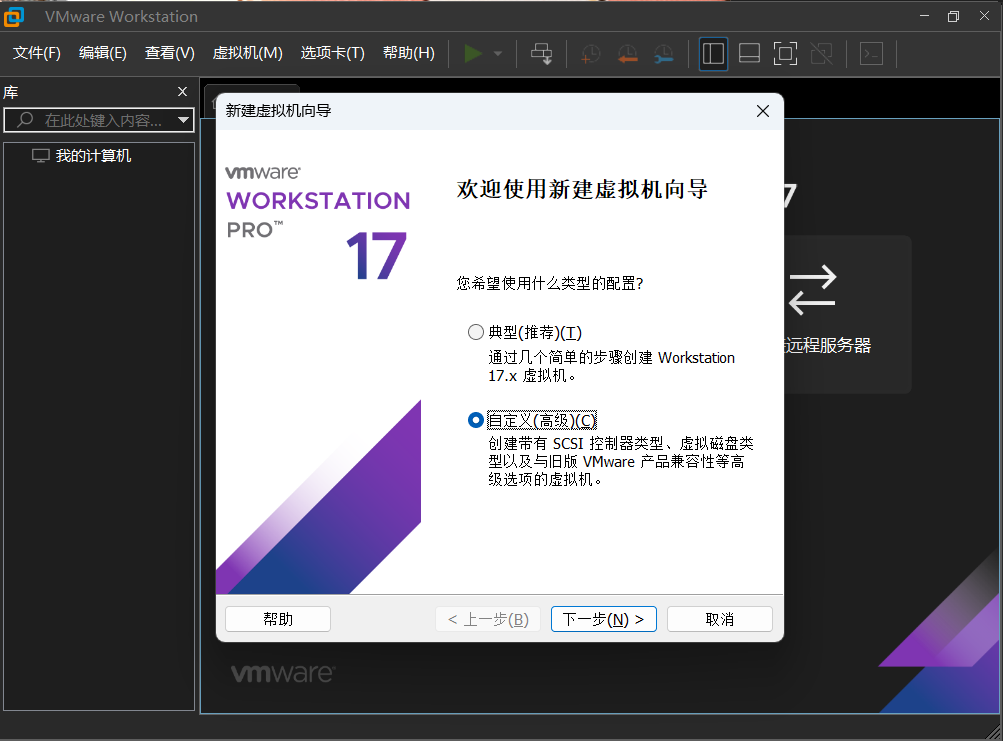 VMware Workstation
文件(F) 编辑(E) 查看(V) 虚拟机(M) 选项卡(T) 帮助(H)
库
在此处键入内容...
我的计算机
新建虚拟机向导
vmware
WORKSTATION
PRO™
17
欢迎使用新建虚拟机向导
您希望使用什么类型的配置?
典型(推荐)(T)
通过几个简单的步骤创建 Workstation
17.x 虚拟机。
自定义(高级)(C)
创建带有 SCSI 控制器类型、虚拟磁盘类
型以及与旧版 VMware 产品兼容性等高
级选项的虚拟机。
帮助
< 上一步(B)
下一步(N) >
取消
7
远程服务器
vmware